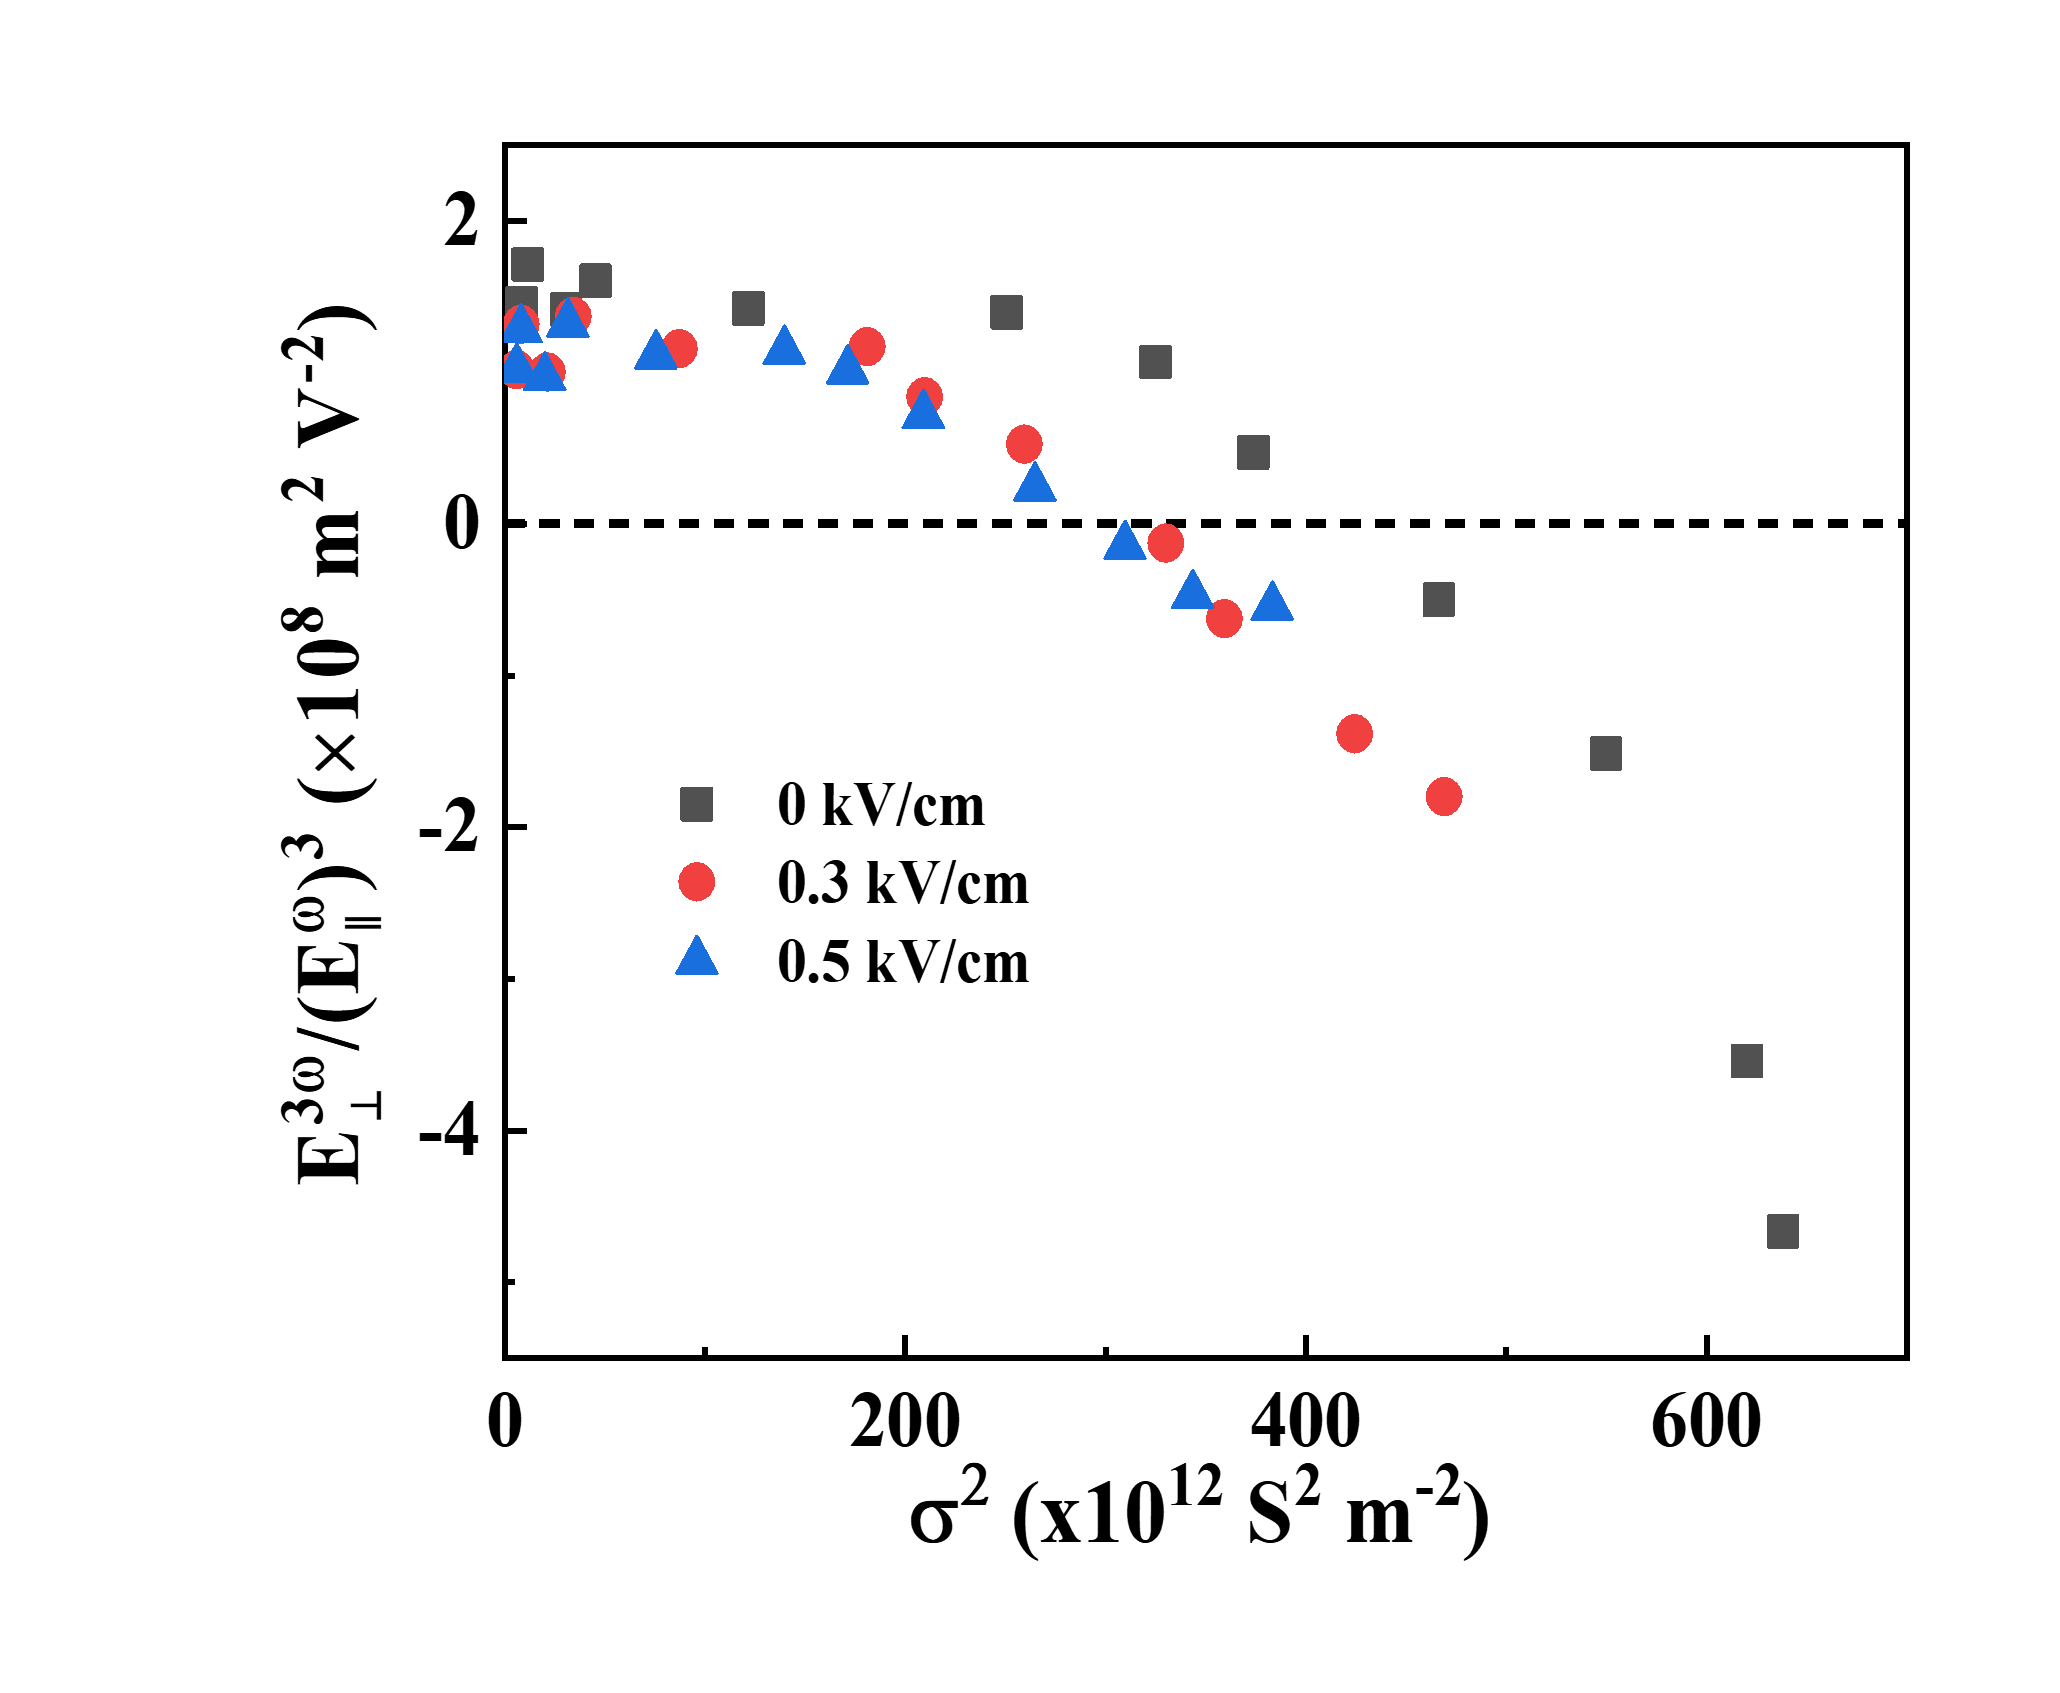 E⊥^3ω/(E∥^ω)^3 (×10^8 m^2 V^-2)
2
0
-2
-4
0 kV/cm
0.3 kV/cm
0.5 kV/cm
0 200 400 600
σ^2 (x10^12 S^2 m^-2)